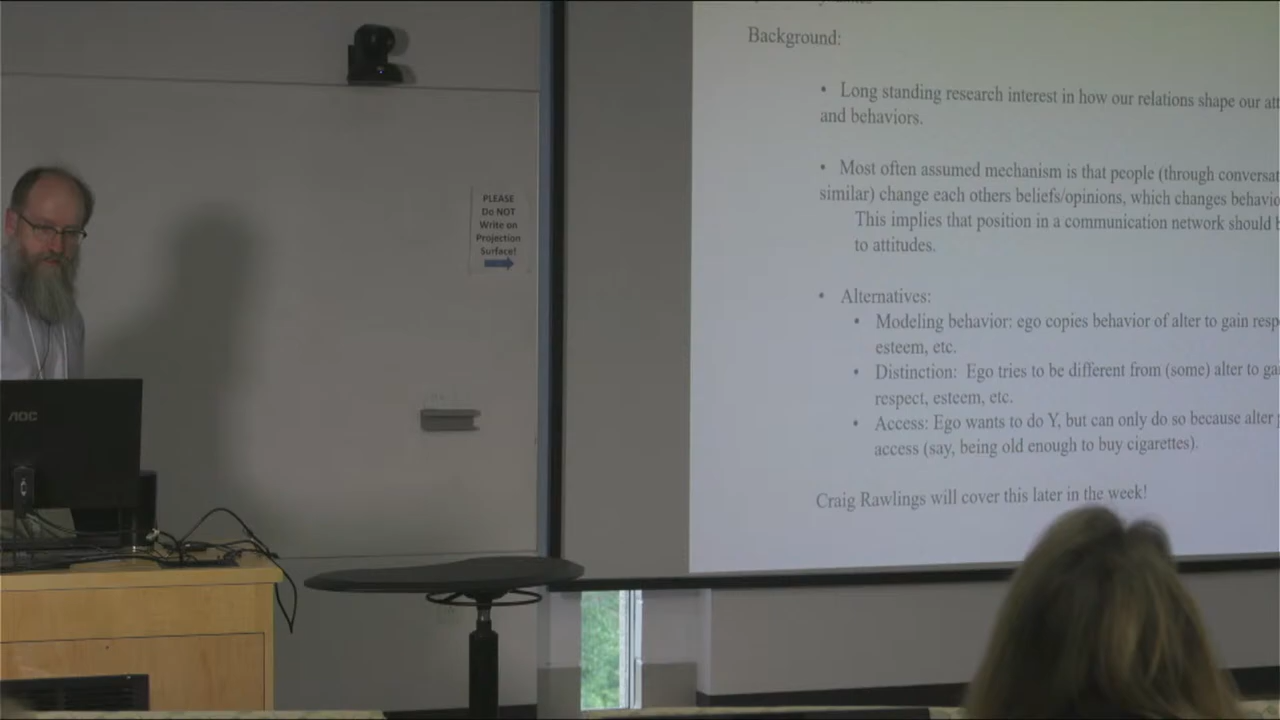 Background:
• Long standing research interest in how our relations shape our
and behaviors.
• Most often assumed mechanism is that people (through
similar) change each others beliefs/opinions, which changes
This implies that position in a communication network should
to attitudes.
• Alternatives:
• Modeling behavior: ego copies behavior of alter to gain
esteem, etc.
• Distinction: Ego tries to be different from (some) alter to
respect, esteem, etc.
• Access: Ego wants to do Y, but can only do so because alter
access (say, being old enough to buy cigarettes).
Craig Rawlings will cover this later in the week!
PLEASE
Do NOT
Write on
Projection
Surface!
AOC